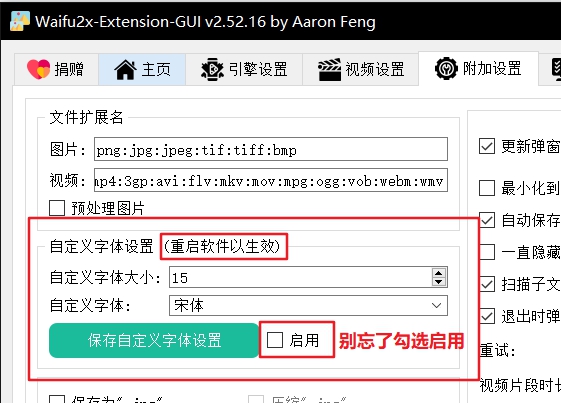 Waifu2x-Extension-GUI v2.52.16 by Aaron Feng
捐赠 主页 引擎设置 视频设置 附加设置
文件扩展名
图片： png:jpg:jpeg:tif:tiff:bmp
视频： mp4:3gp:avi:flv:mkv:mov:mpg:ogg:vob:webm:wmv
预处理图片
自定义字体设置 (重启软件以生效)
自定义字体大小： 15
自定义字体： 宋体
保存自定义字体设置 启用 别忘了勾选启用
保存为".jpg" 压缩".jpg"
更新弹窗
最小化到
自动保存
一直隐藏
扫描子文
退出时弹
重试：
视频片段时长